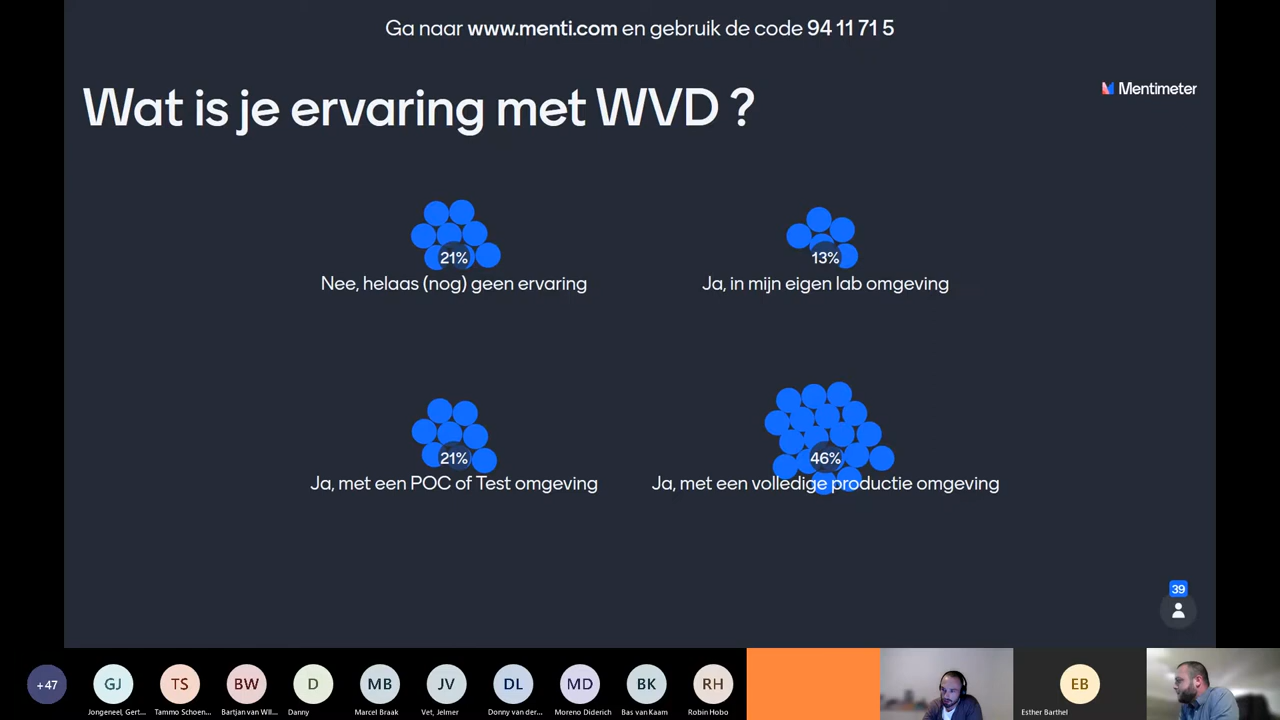 Ga naar www.menti.com en gebruik de code 94 11 71 5
Mentimeter
Wat is je ervaring met WVD ?
21%
Nee, helaas (nog) geen ervaring
13%
Ja, in mijn eigen lab omgeving
21%
Ja, met een POC of Test omgeving
46%
Ja, met een volledige productie omgeving
39
+47
GJ
TS
BW
D
MB
JV
DL
MD
BK
RH
EB
Jongeneel, Gert...
Tammo Schoen...
Bartjan van Wil...
Danny
Marcel Braak
Vet, Jelmer
Donny van der...
Moreno Diderich
Bas van Kaam
Robin Hobo
Esther Barthel